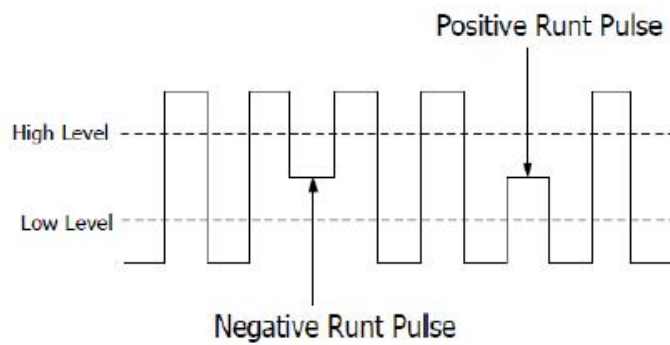 Positive Runt Pulse
High Level
Low Level
Negative Runt Pulse